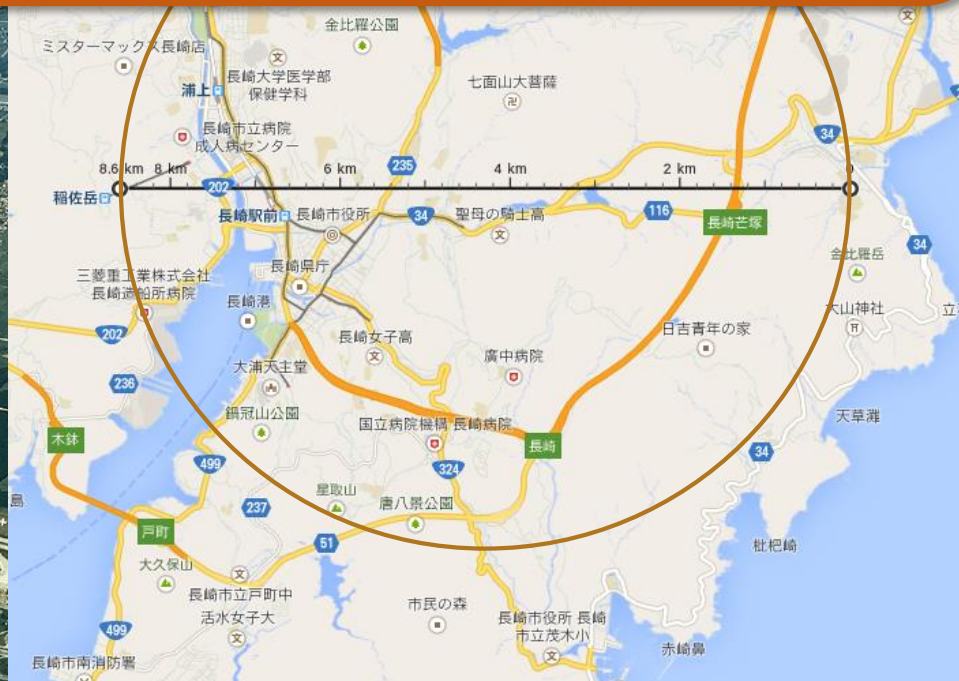 金比羅公園
ミスターマックス長崎店
長崎大学医学部
保健学科
七面山大菩薩
浦上
長崎市立病院
成人病センター
34
235
8.6 km
8 km
6 km
4 km
2 km
0
202
稲佐岳
長崎駅前
長崎市役所
34
聖母の騎士高
116
長崎芒塚
34
金比羅岳
長崎県庁
三菱重工業株式会社
長崎造船所病院
長崎港
大山神社
立
202
長崎女子高
日吉青年の家
大浦天主堂
廣中病院
236
鍋冠山公園
天草灘
国立病院機構 長崎病院
木鉢
長崎
34
499
324
島
星取山
唐八景公園
237
戸町
51
枇杷崎
大久保山
長崎市立戸町中
活水女子大
市民の森
長崎市役所 長崎
市立茂木小
499
赤崎鼻
長崎市南消防署